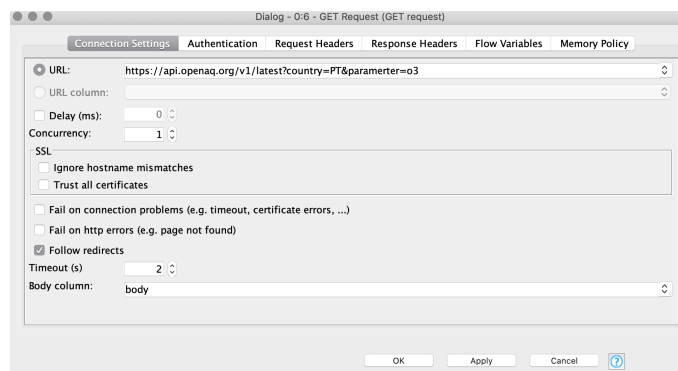 Dialog - 0:6 - GET Request (GET request)
Connection Settings Authentication Request Headers Response Headers Flow Variables Memory Policy
URL: https://api.openaq.org/v1/latest?country=PT&paramerter=o3
URL column:
Delay (ms): 0
Concurrency: 1
SSL
Ignore hostname mismatches
Trust all certificates
Fail on connection problems (e.g. timeout, certificate errors, ...)
Fail on http errors (e.g. page not found)
Follow redirects
Timeout (s) 2
Body column: body
OK Apply Cancel ?